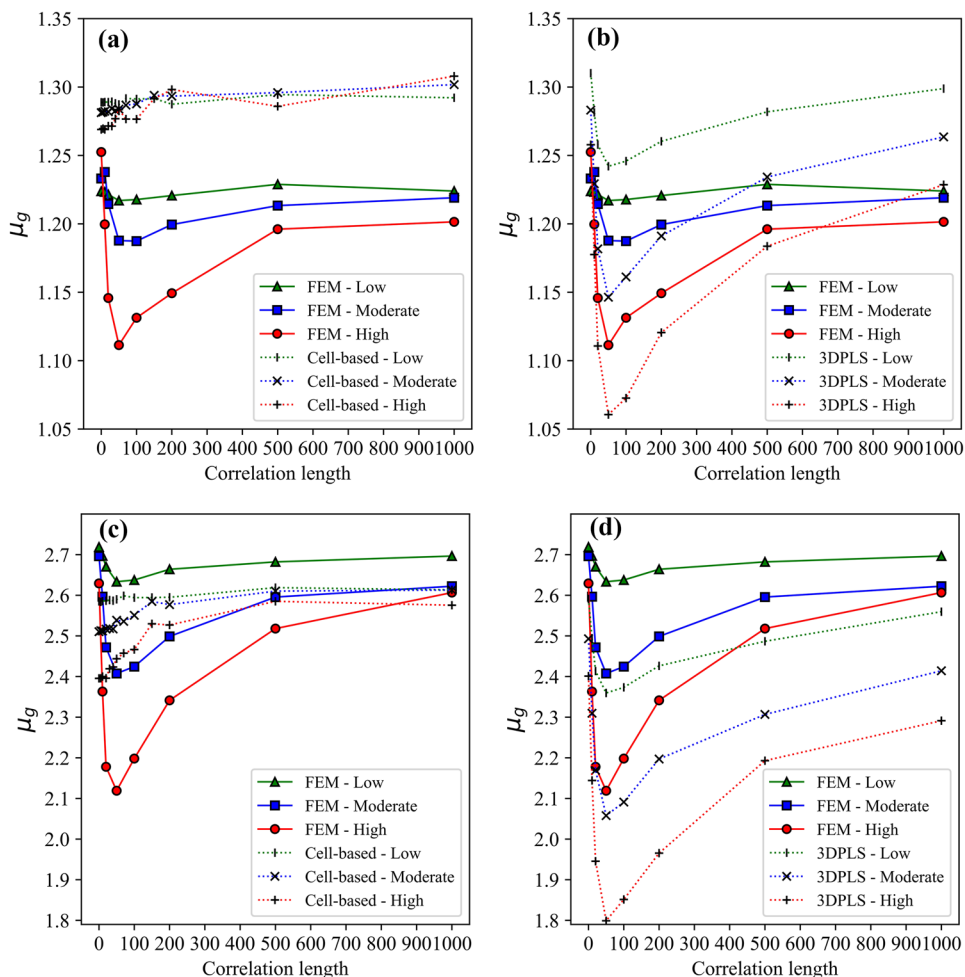 (a)
1.35
1.30
1.25
1.20
1.15
1.10
1.05
μg
FEM - Low
FEM - Moderate
FEM - High
Cell-based - Low
Cell-based - Moderate
Cell-based - High
0 100 200 300 400 500 600 700 800 9001000
Correlation length
(b)
1.35
1.30
1.25
1.20
1.15
1.10
1.05
μg
FEM - Low
FEM - Moderate
FEM - High
3DPLS - Low
3DPLS - Moderate
3DPLS - High
0 100 200 300 400 500 600 700 800 9001000
Correlation length
(c)
2.7
2.6
2.5
2.4
2.3
2.2
2.1
2.0
1.9
1.8
μg
FEM - Low
FEM - Moderate
FEM - High
Cell-based - Low
Cell-based - Moderate
Cell-based - High
0 100 200 300 400 500 600 700 800 9001000
Correlation length
(d)
2.7
2.6
2.5
2.4
2.3
2.2
2.1
2.0
1.9
1.8
μg
FEM - Low
FEM - Moderate
FEM - High
3DPLS - Low
3DPLS - Moderate
3DPLS - High
0 100 200 300 400 500 600 700 800 9001000
Correlation length